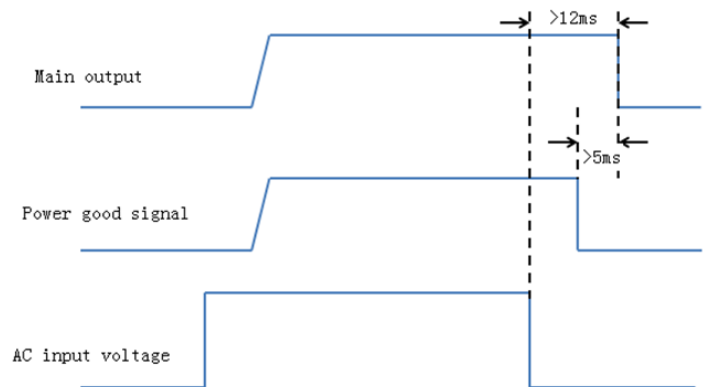 >12ms
Main output
>5ms
Power good signal
AC input voltage